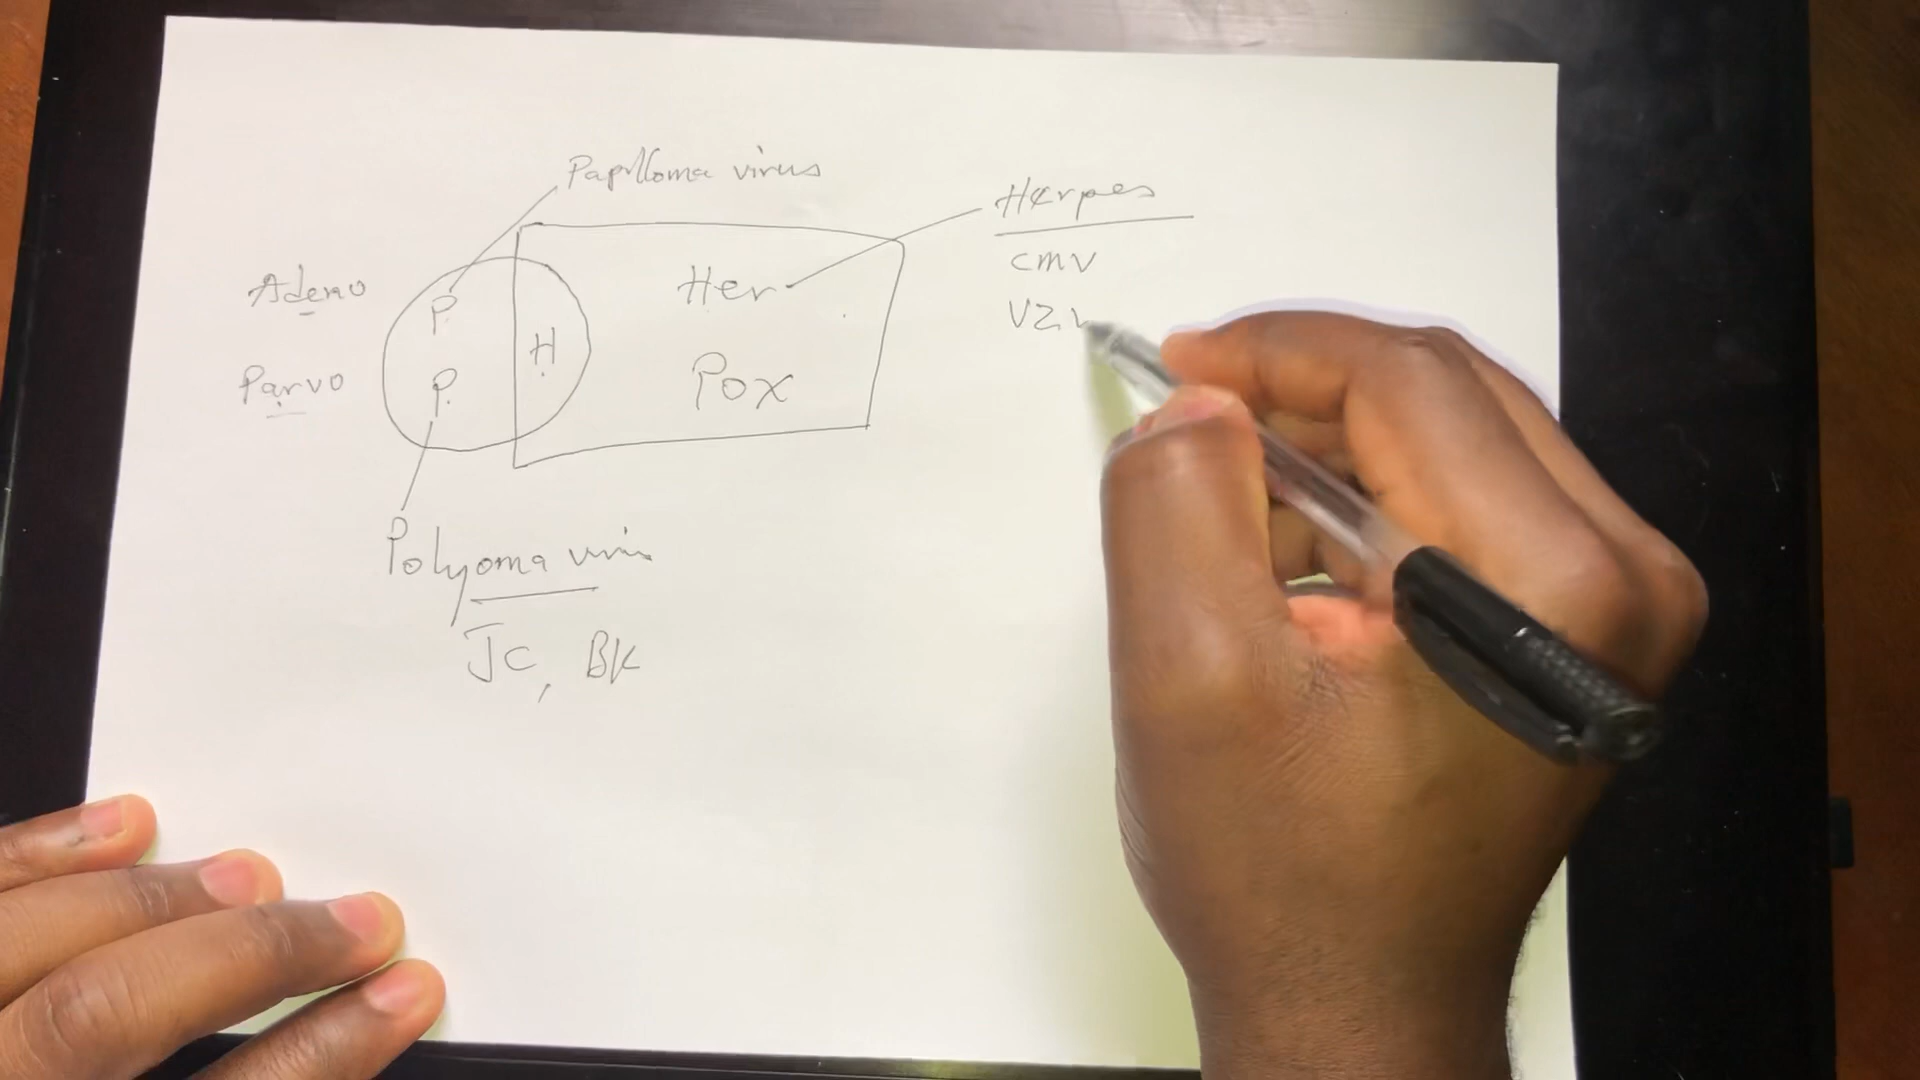 Papilloma virus
Herpes
CMV
VZV
Adeno
P.
H
Her
Parvo
P.
Pox
Polyoma virus
JC, BK